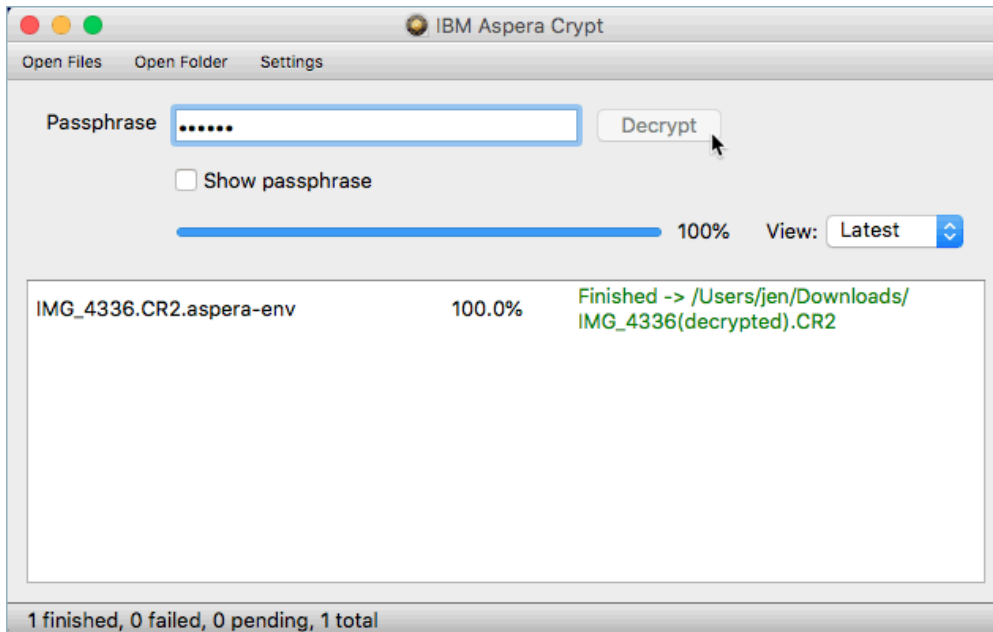 IBM Aspera Crypt
Open Files Open Folder Settings
Passphrase •••••• Decrypt
Show passphrase
100% View: Latest
IMG_4336.CR2.aspera-env 100.0% Finished -> /Users/jen/Downloads/
IMG_4336(decrypted).CR2
1 finished, 0 failed, 0 pending, 1 total